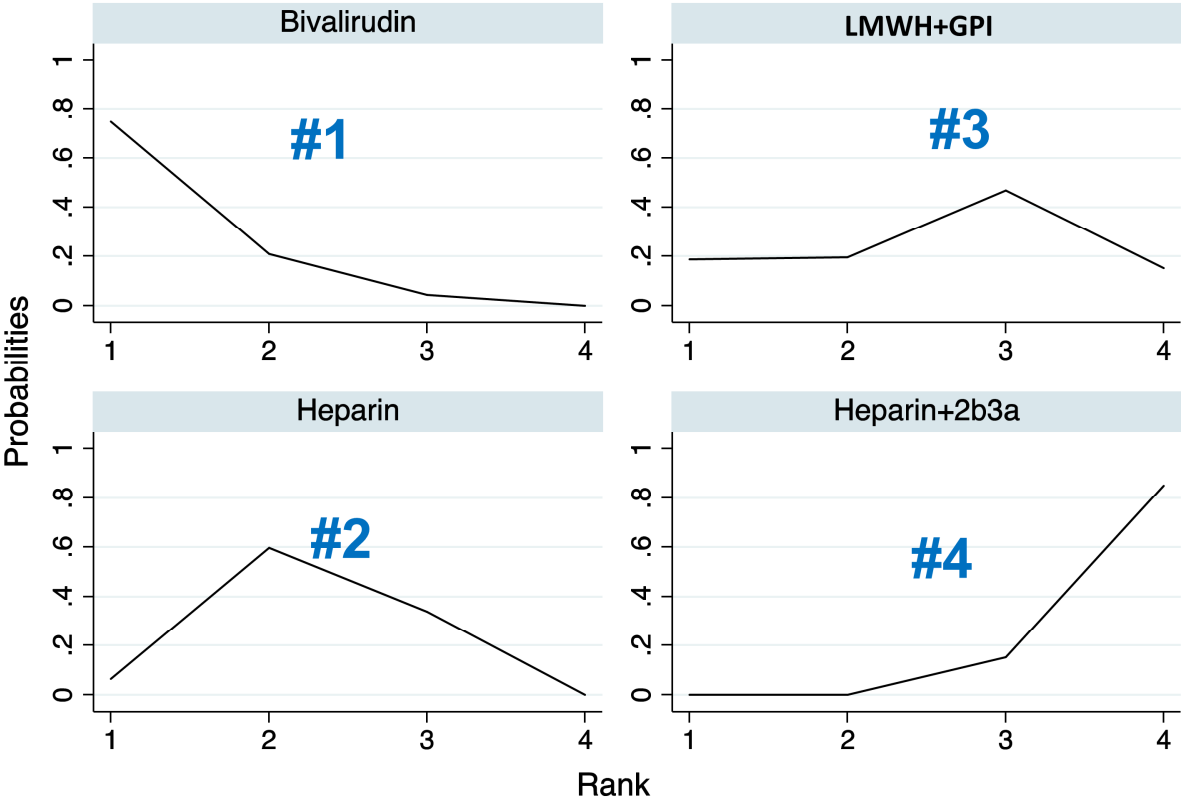 Bivalirudin
1
.8
.6
.4
.2
0
#1
1 2 3 4
LMWH+GPI
1
.8
.6
.4
.2
0
#3
1 2 3 4
Probabilities
Heparin
1
.8
.6
.4
.2
0
#2
1 2 3 4
Heparin+2b3a
1
.8
.6
.4
.2
0
#4
1 2 3 4
Rank